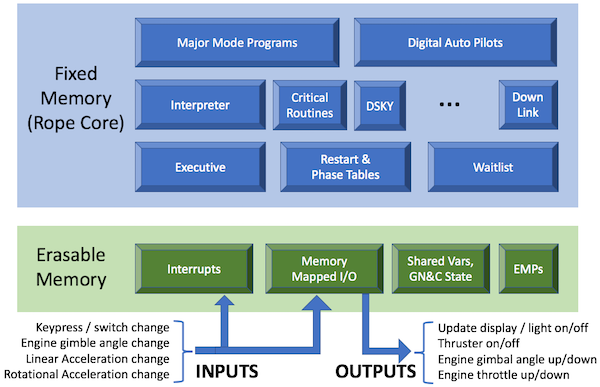 Fixed
Memory
(Rope Core)
Major Mode Programs
Digital Auto Pilots
Interpreter
Critical
Routines
DSKY
...
Down
Link
Executive
Restart &
Phase Tables
Waitlist
Erasable
Memory
Interrupts
Memory
Mapped I/O
Shared Vars,
GN&C State
EMPs
Keypress / switch change
Engine gimble angle change
Linear Acceleration change
Rotational Acceleration change
INPUTS
OUTPUTS
Update display / light on/off
Thruster on/off
Engine gimbal angle up/down
Engine throttle up/down